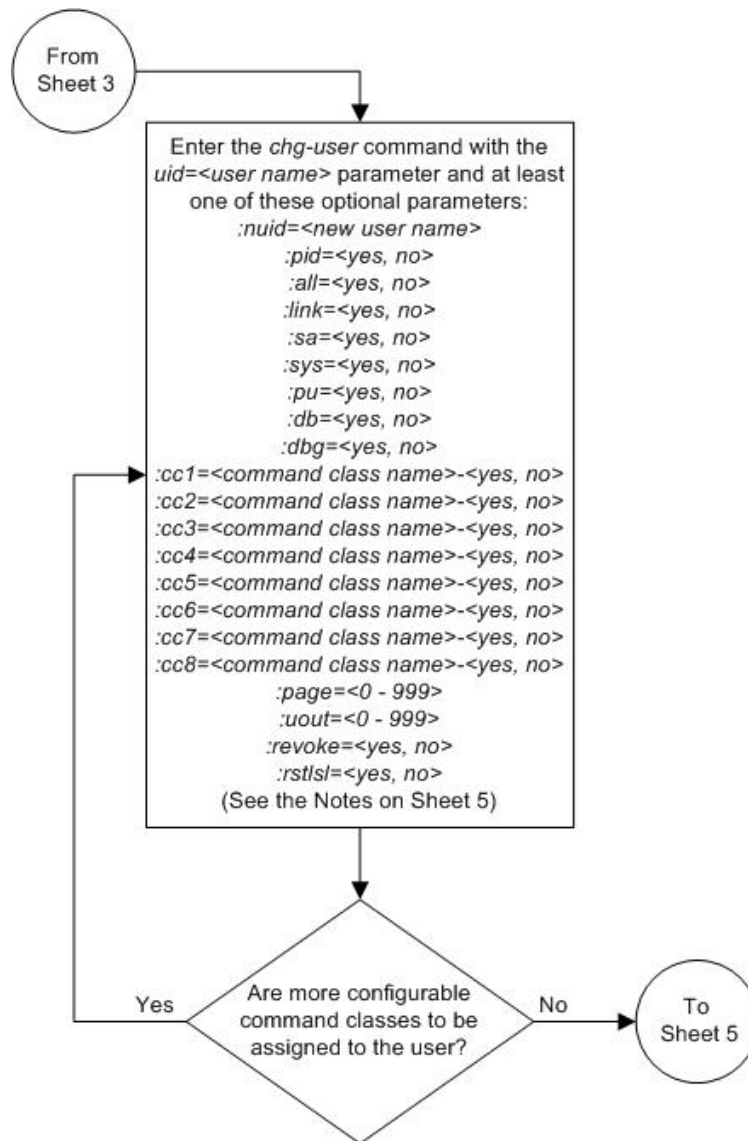 From
Sheet 3
Enter the chg-user command with the
uid=<user name> parameter and at least
one of these optional parameters:
:nuid=<new user name>
:pid=<yes, no>
:all=<yes, no>
:link=<yes, no>
:sa=<yes, no>
:sys=<yes, no>
:pu=<yes, no>
:db=<yes, no>
:dbg=<yes, no>
:cc1=<command class name>-<yes, no>
:cc2=<command class name>-<yes, no>
:cc3=<command class name>-<yes, no>
:cc4=<command class name>-<yes, no>
:cc5=<command class name>-<yes, no>
:cc6=<command class name>-<yes, no>
:cc7=<command class name>-<yes, no>
:cc8=<command class name>-<yes, no>
:page=<0 - 999>
:uout=<0 - 999>
:revoke=<yes, no>
:rstlsl=<yes, no>
(See the Notes on Sheet 5)
Are more configurable
command classes to be
assigned to the user?
Yes
No
To
Sheet 5